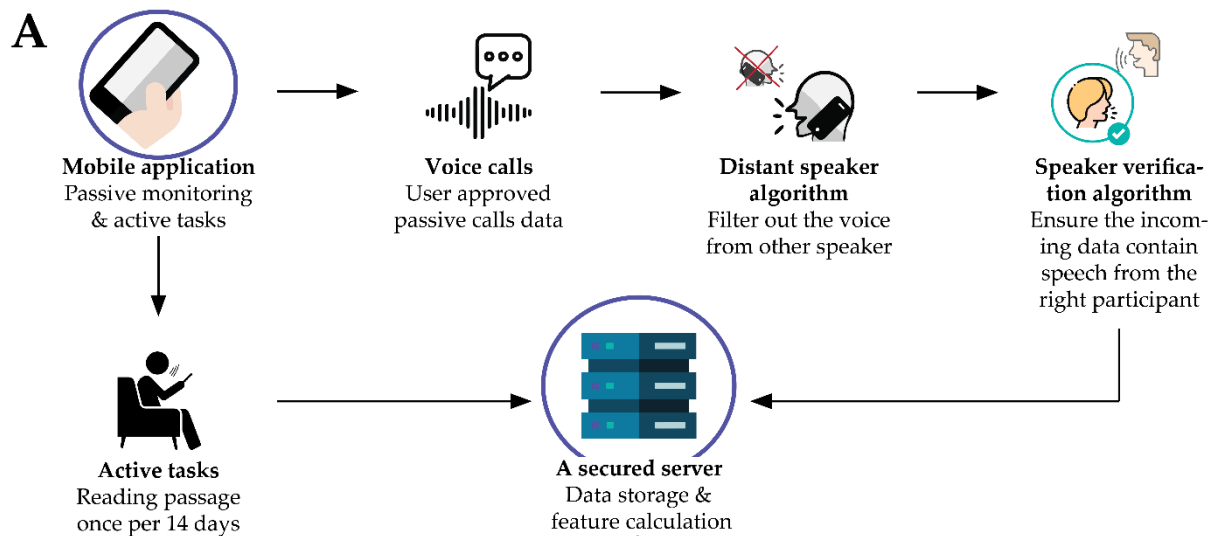 A
Mobile application
Passive monitoring
& active tasks
Voice calls
User approved
passive calls data
Distant speaker
algorithm
Filter out the voice
from other speaker
Speaker verifica-
tion algorithm
Ensure the incom-
ing data contain
speech from the
right participant
Active tasks
Reading passage
once per 14 days
A secured server
Data storage &
feature calculation